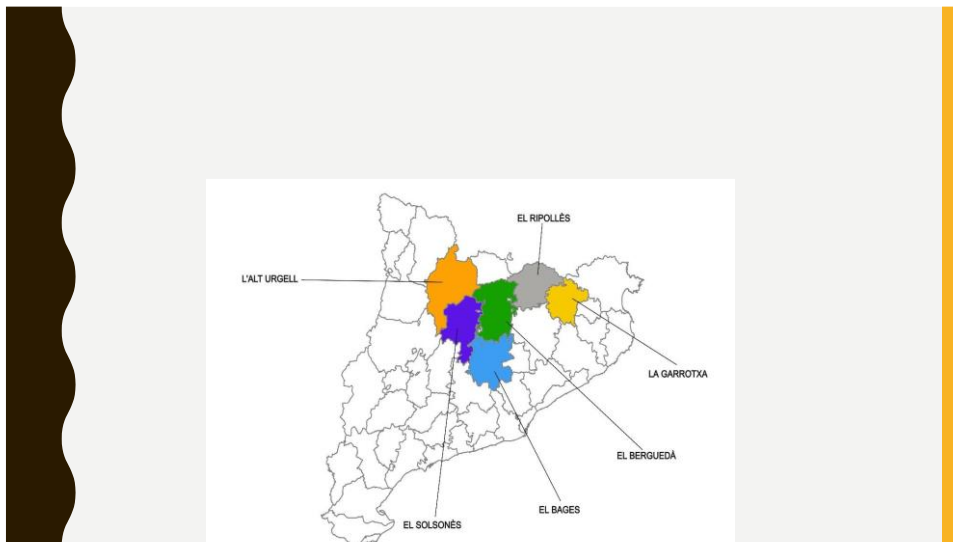 EL RIPOLLÈS
L'ALT URGELL
LA GARROTXA
EL BERGUEDÀ
EL BAGES
EL SOLSONÈS